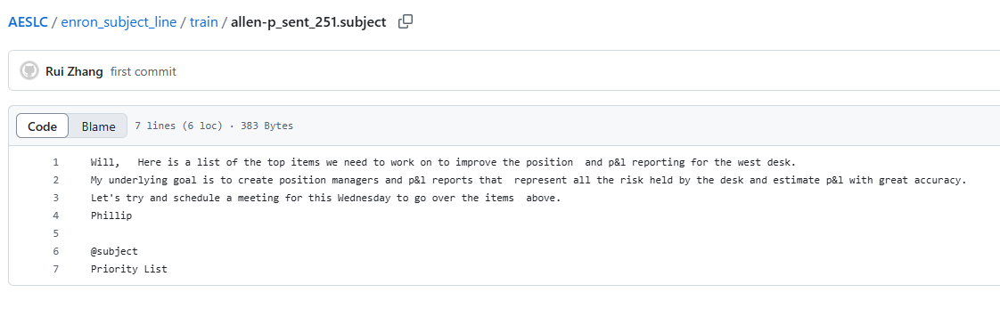 AESLC / enron_subject_line / train / allen-p_sent_251.subject
Rui Zhang first commit
Code Blame 7 lines (6 loc) · 383 Bytes
1 Will,   Here is a list of the top items we need to work on to improve the position  and p&l reporting for the west desk.
2 My underlying goal is to create position managers and p&l reports that  represent all the risk held by the desk and estimate p&l with great accuracy.
3 Let's try and schedule a meeting for this Wednesday to go over the items  above.
4 Phillip
5
6 @subject
7 Priority List